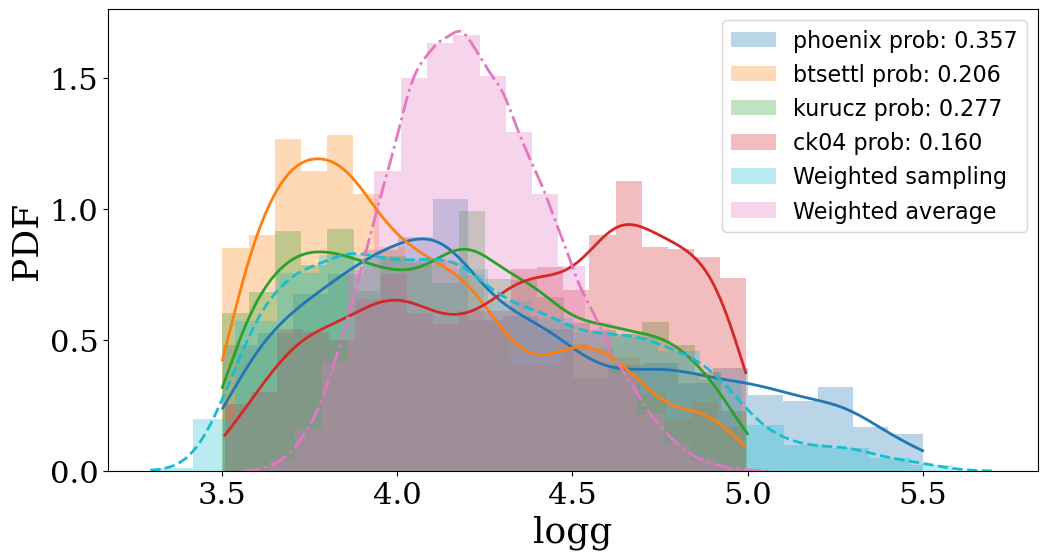 phoenix prob: 0.357
btsettl prob: 0.206
kurucz prob: 0.277
ck04 prob: 0.160
Weighted sampling
Weighted average
PDF
1.5
1.0
0.5
0.0
3.5 4.0 4.5 5.0 5.5
logg